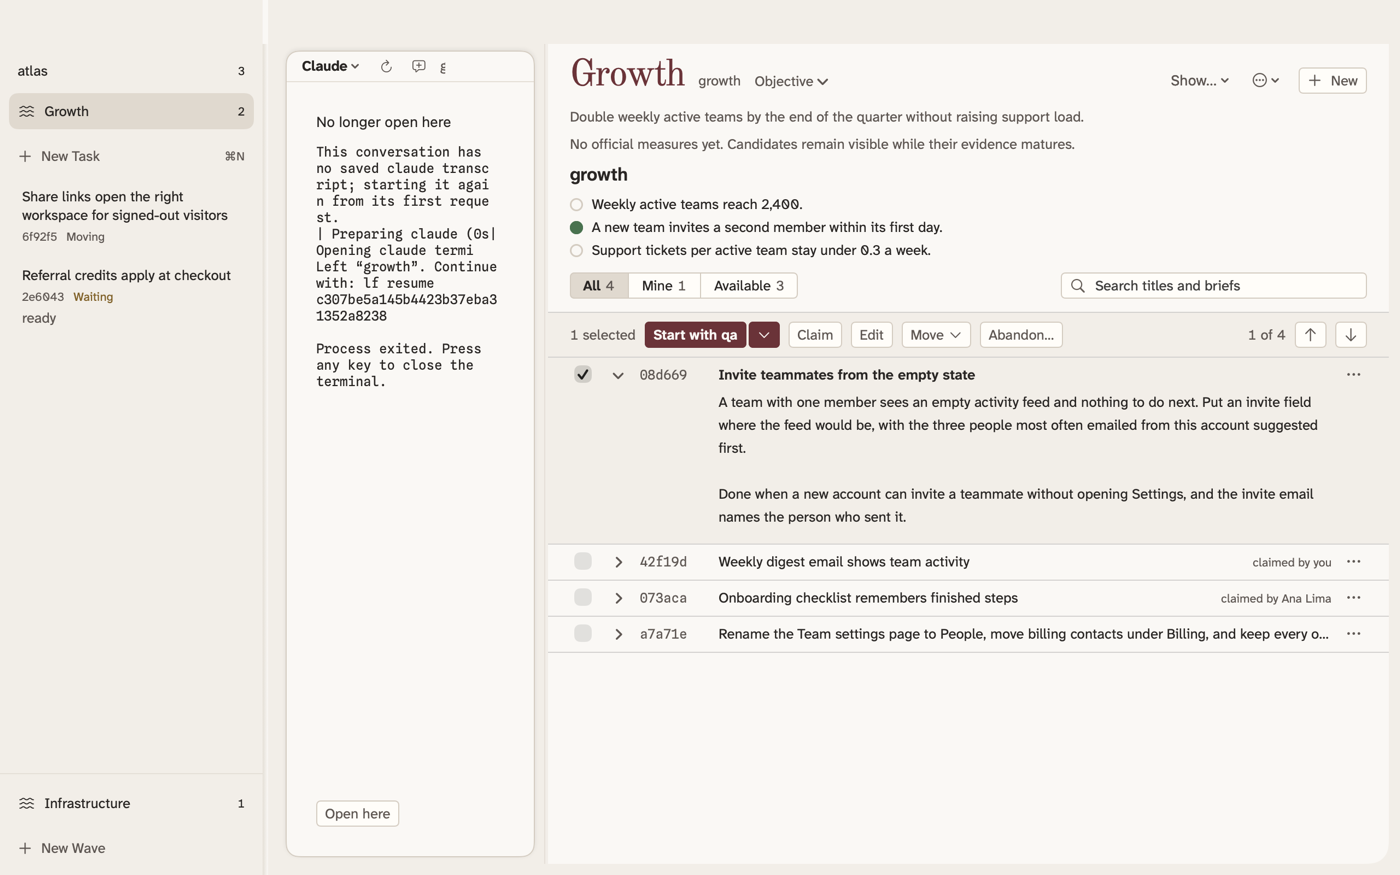 atlas 3
Growth 2
New Task ⌘N
Share links open the right
workspace for signed-out visitors
6f92f5 Moving
Referral credits apply at checkout
2e6043 Waiting
ready
Infrastructure 1
New Wave
Claude
No longer open here
This conversation has
no saved claude transc
ript; starting it agai
n from its first reque
st.
| Preparing claude (0s|
Opening claude termi
Left “growth”. Continue
with: lf resume
c307be5a145b4423b37eba3
1352a8238
Process exited. Press
any key to close the
terminal.
Open here
Growth growth Objective Show... New
Double weekly active teams by the end of the quarter without raising support load.
No official measures yet. Candidates remain visible while their evidence matures.
growth
Weekly active teams reach 2,400.
A new team invites a second member within its first day.
Support tickets per active team stay under 0.3 a week.
All 4 Mine 1 Available 3 Search titles and briefs
1 selected Start with qa Claim Edit Move Abandon... 1 of 4
08d669 Invite teammates from the empty state
A team with one member sees an empty activity feed and nothing to do next. Put an invite field
where the feed would be, with the three people most often emailed from this account suggested
first.
Done when a new account can invite a teammate without opening Settings, and the invite email
names the person who sent it.
42f19d Weekly digest email shows team activity claimed by you
073aca Onboarding checklist remembers finished steps claimed by Ana Lima
a7a71e Rename the Team settings page to People, move billing contacts under Billing, and keep every o...